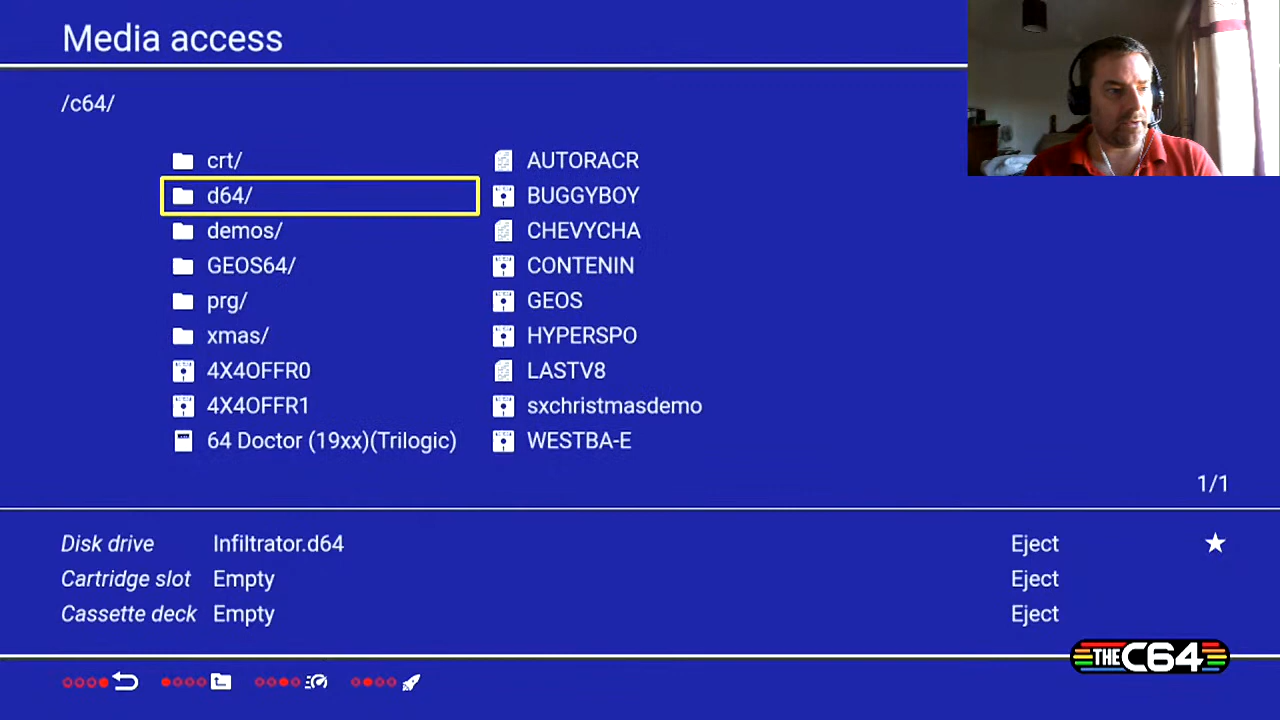 Media access
/c64/
crt/
d64/
demos/
GEOS64/
prg/
xmas/
4X4OFFR0
4X4OFFR1
64 Doctor (19xx)(Trilogic)
AUTORACR
BUGGYBOY
CHEVYCHA
CONTENIN
GEOS
HYPERSPO
LASTV8
sxchristmasdemo
WESTBA-E
1/1
Disk drive Infiltrator.d64 Eject
Cartridge slot Empty Eject
Cassette deck Empty Eject
THEC64